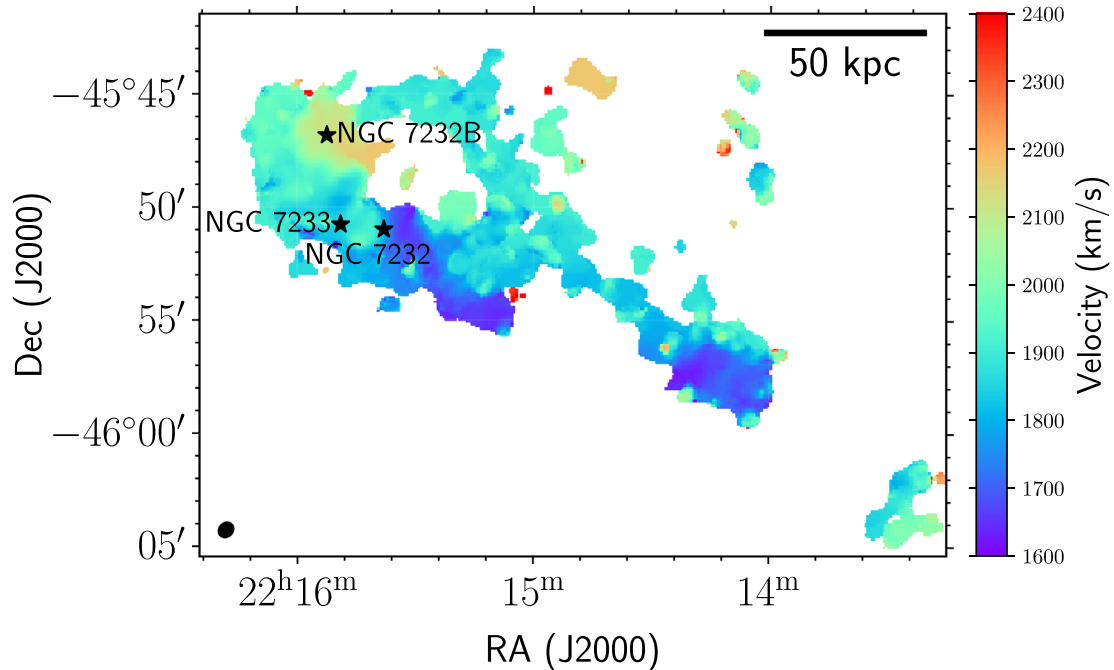 50 kpc
NGC 7232B
NGC 7233
NGC 7232
−45°45′
50′
55′
−46°00′
05′
Dec (J2000)
22ʰ16ᵐ
15ᵐ
14ᵐ
RA (J2000)
2400
2300
2200
2100
2000
1900
1800
1700
1600
Velocity (km/s)